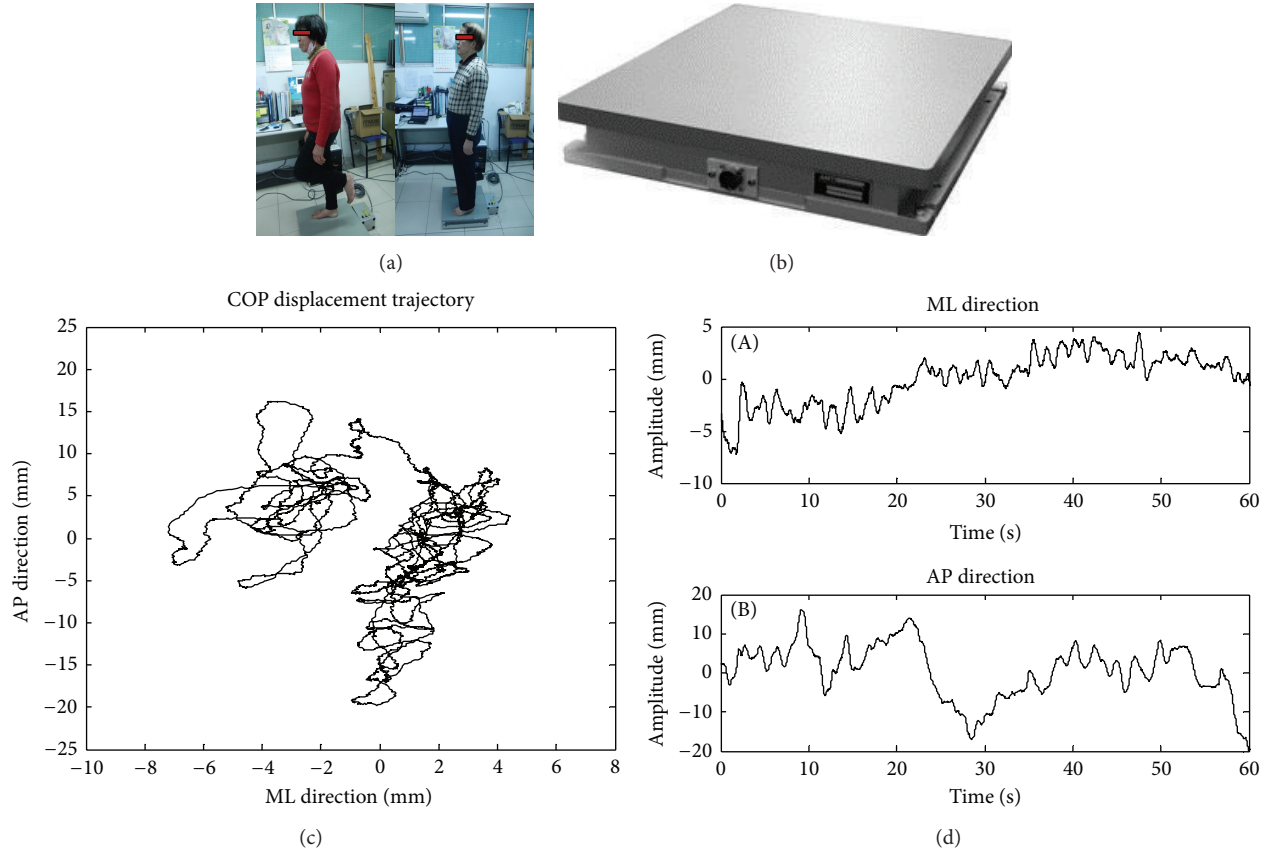 (a)
(b)
COP displacement trajectory
25
20
15
10
5
0
−5
−10
−15
−20
−25
AP direction (mm)
−10
−8
−6
−4
−2
0
2
4
6
8
ML direction (mm)
(c)
ML direction
(A)
5
0
−5
−10
Amplitude (mm)
0
10
20
30
40
50
60
Time (s)
AP direction
(B)
20
10
0
−10
−20
Amplitude (mm)
0
10
20
30
40
50
60
Time (s)
(d)